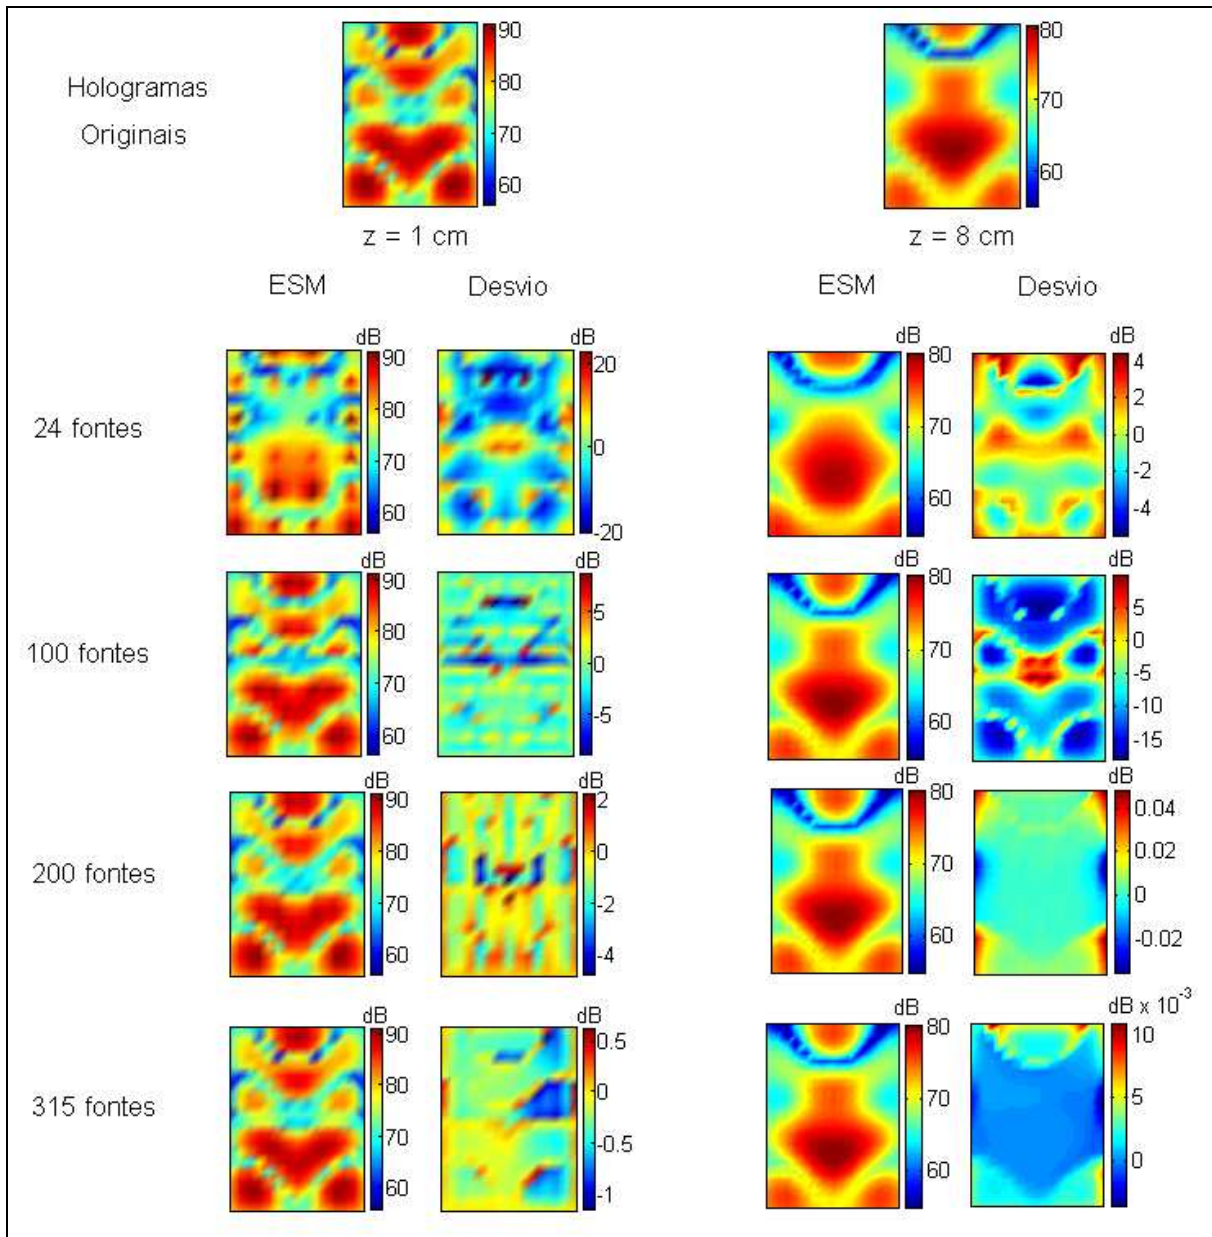 Hologramas
Originais
90
80
70
60
80
70
60
z = 1 cm
z = 8 cm
ESM
Desvio
ESM
Desvio
24 fontes
dB
90
80
70
60
dB
20
0
-20
dB
80
70
60
dB
4
2
0
-2
-4
100 fontes
dB
90
80
70
60
dB
5
0
-5
dB
80
70
60
dB
5
0
-5
-10
-15
200 fontes
dB
90
80
70
60
dB
2
0
-2
-4
dB
80
70
60
dB
0.04
0.02
0
-0.02
315 fontes
dB
90
80
70
60
dB
0.5
0
-0.5
-1
dB
80
70
60
dB x 10⁻³
10
5
0